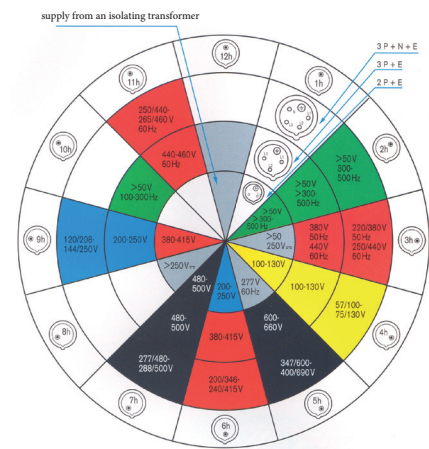 supply from an isolating transformer
3 P + N + E
3 P + E
2 P + E
12h
1h
2h
3h
4h
5h
6h
7h
8h
9h
10h
11h
250/440-
265/460V
60Hz
440-460V
60Hz
>50V
100-300Hz
>50V
300-
500Hz
>50V
>300-
500Hz
>50V
>300-
500Hz
120/208-
144/250V
200-250V
380-415V
>50
250V
380V
50Hz
440V
60Hz
220/380V
50Hz
250/440V
60Hz
>250V
100-130V
100-130V
57/100-
75/130V
480-
500V
480-
500V
277/480-
288/500V
200-
250V
380-415V
200/346-
240/415V
277V
60Hz
600-
660V
347/600-
400/690V